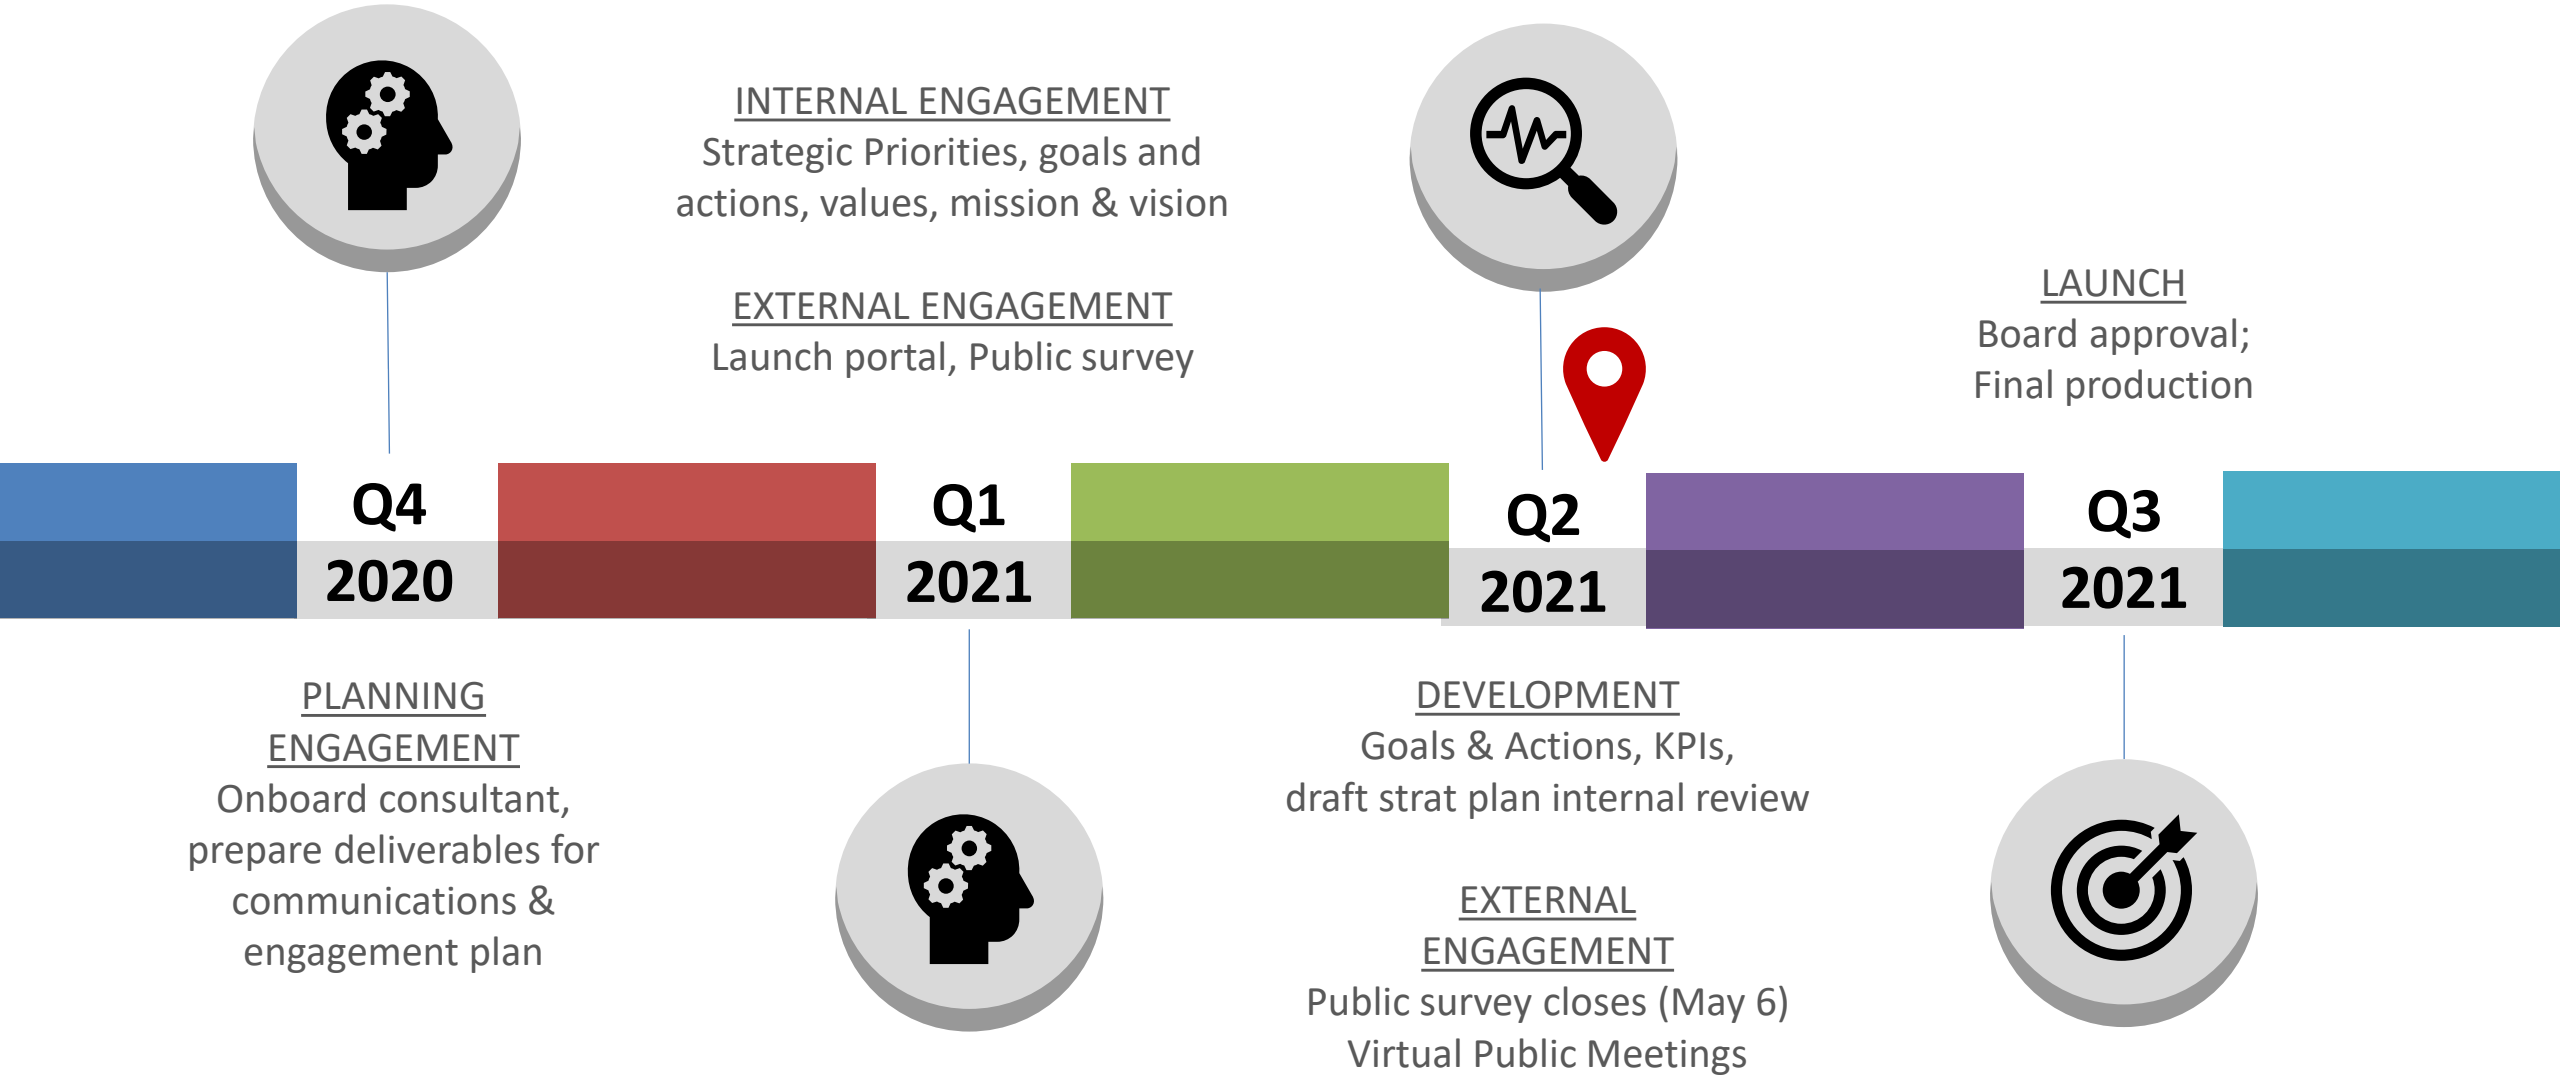 INTERNAL ENGAGEMENT
Strategic Priorities, goals and
actions, values, mission & vision
EXTERNAL ENGAGEMENT
Launch portal, Public survey
LAUNCH
Board approval;
Final production
Q4
2020
Q1
2021
Q2
2021
Q3
2021
PLANNING
ENGAGEMENT
Onboard consultant,
prepare deliverables for
communications &
engagement plan
DEVELOPMENT
Goals & Actions, KPIs,
draft strat plan internal review
EXTERNAL
ENGAGEMENT
Public survey closes (May 6)
Virtual Public Meetings